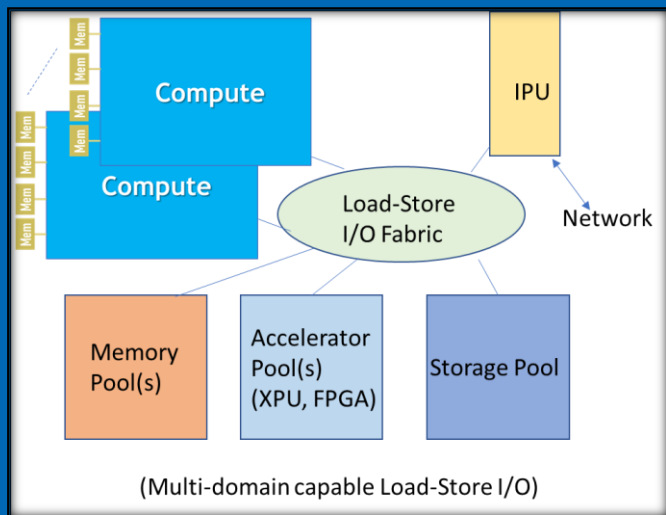 Mem
Mem
Mem
Mem
Compute
Mem
Mem
Mem
Mem
Compute
IPU
Network
Load-Store
I/O Fabric
Memory
Pool(s)
Accelerator
Pool(s)
(XPU, FPGA)
Storage Pool
(Multi-domain capable Load-Store I/O)